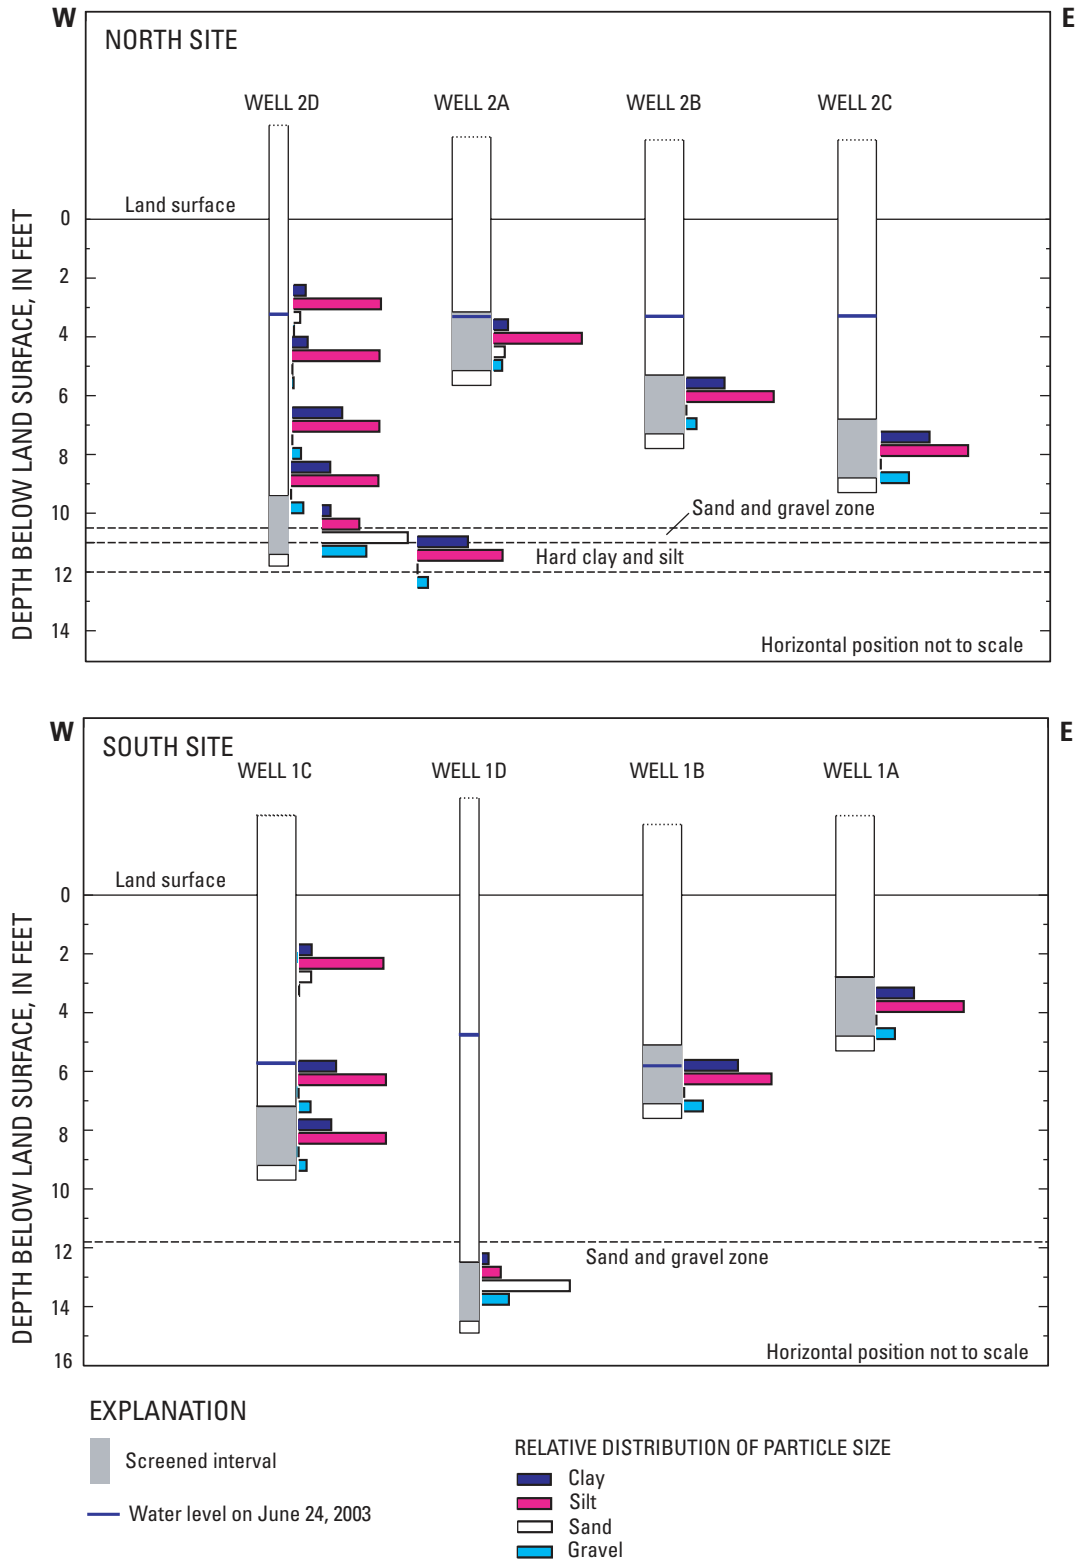 W
E
NORTH SITE
WELL 2D
WELL 2A
WELL 2B
WELL 2C
Land surface
DEPTH BELOW LAND SURFACE, IN FEET
0
2
4
6
8
10
12
14
Sand and gravel zone
Hard clay and silt
Horizontal position not to scale
W
E
SOUTH SITE
WELL 1C
WELL 1D
WELL 1B
WELL 1A
Land surface
DEPTH BELOW LAND SURFACE, IN FEET
0
2
4
6
8
10
12
14
16
Sand and gravel zone
Horizontal position not to scale
EXPLANATION
Screened interval
Water level on June 24, 2003
RELATIVE DISTRIBUTION OF PARTICLE SIZE
Clay
Silt
Sand
Gravel